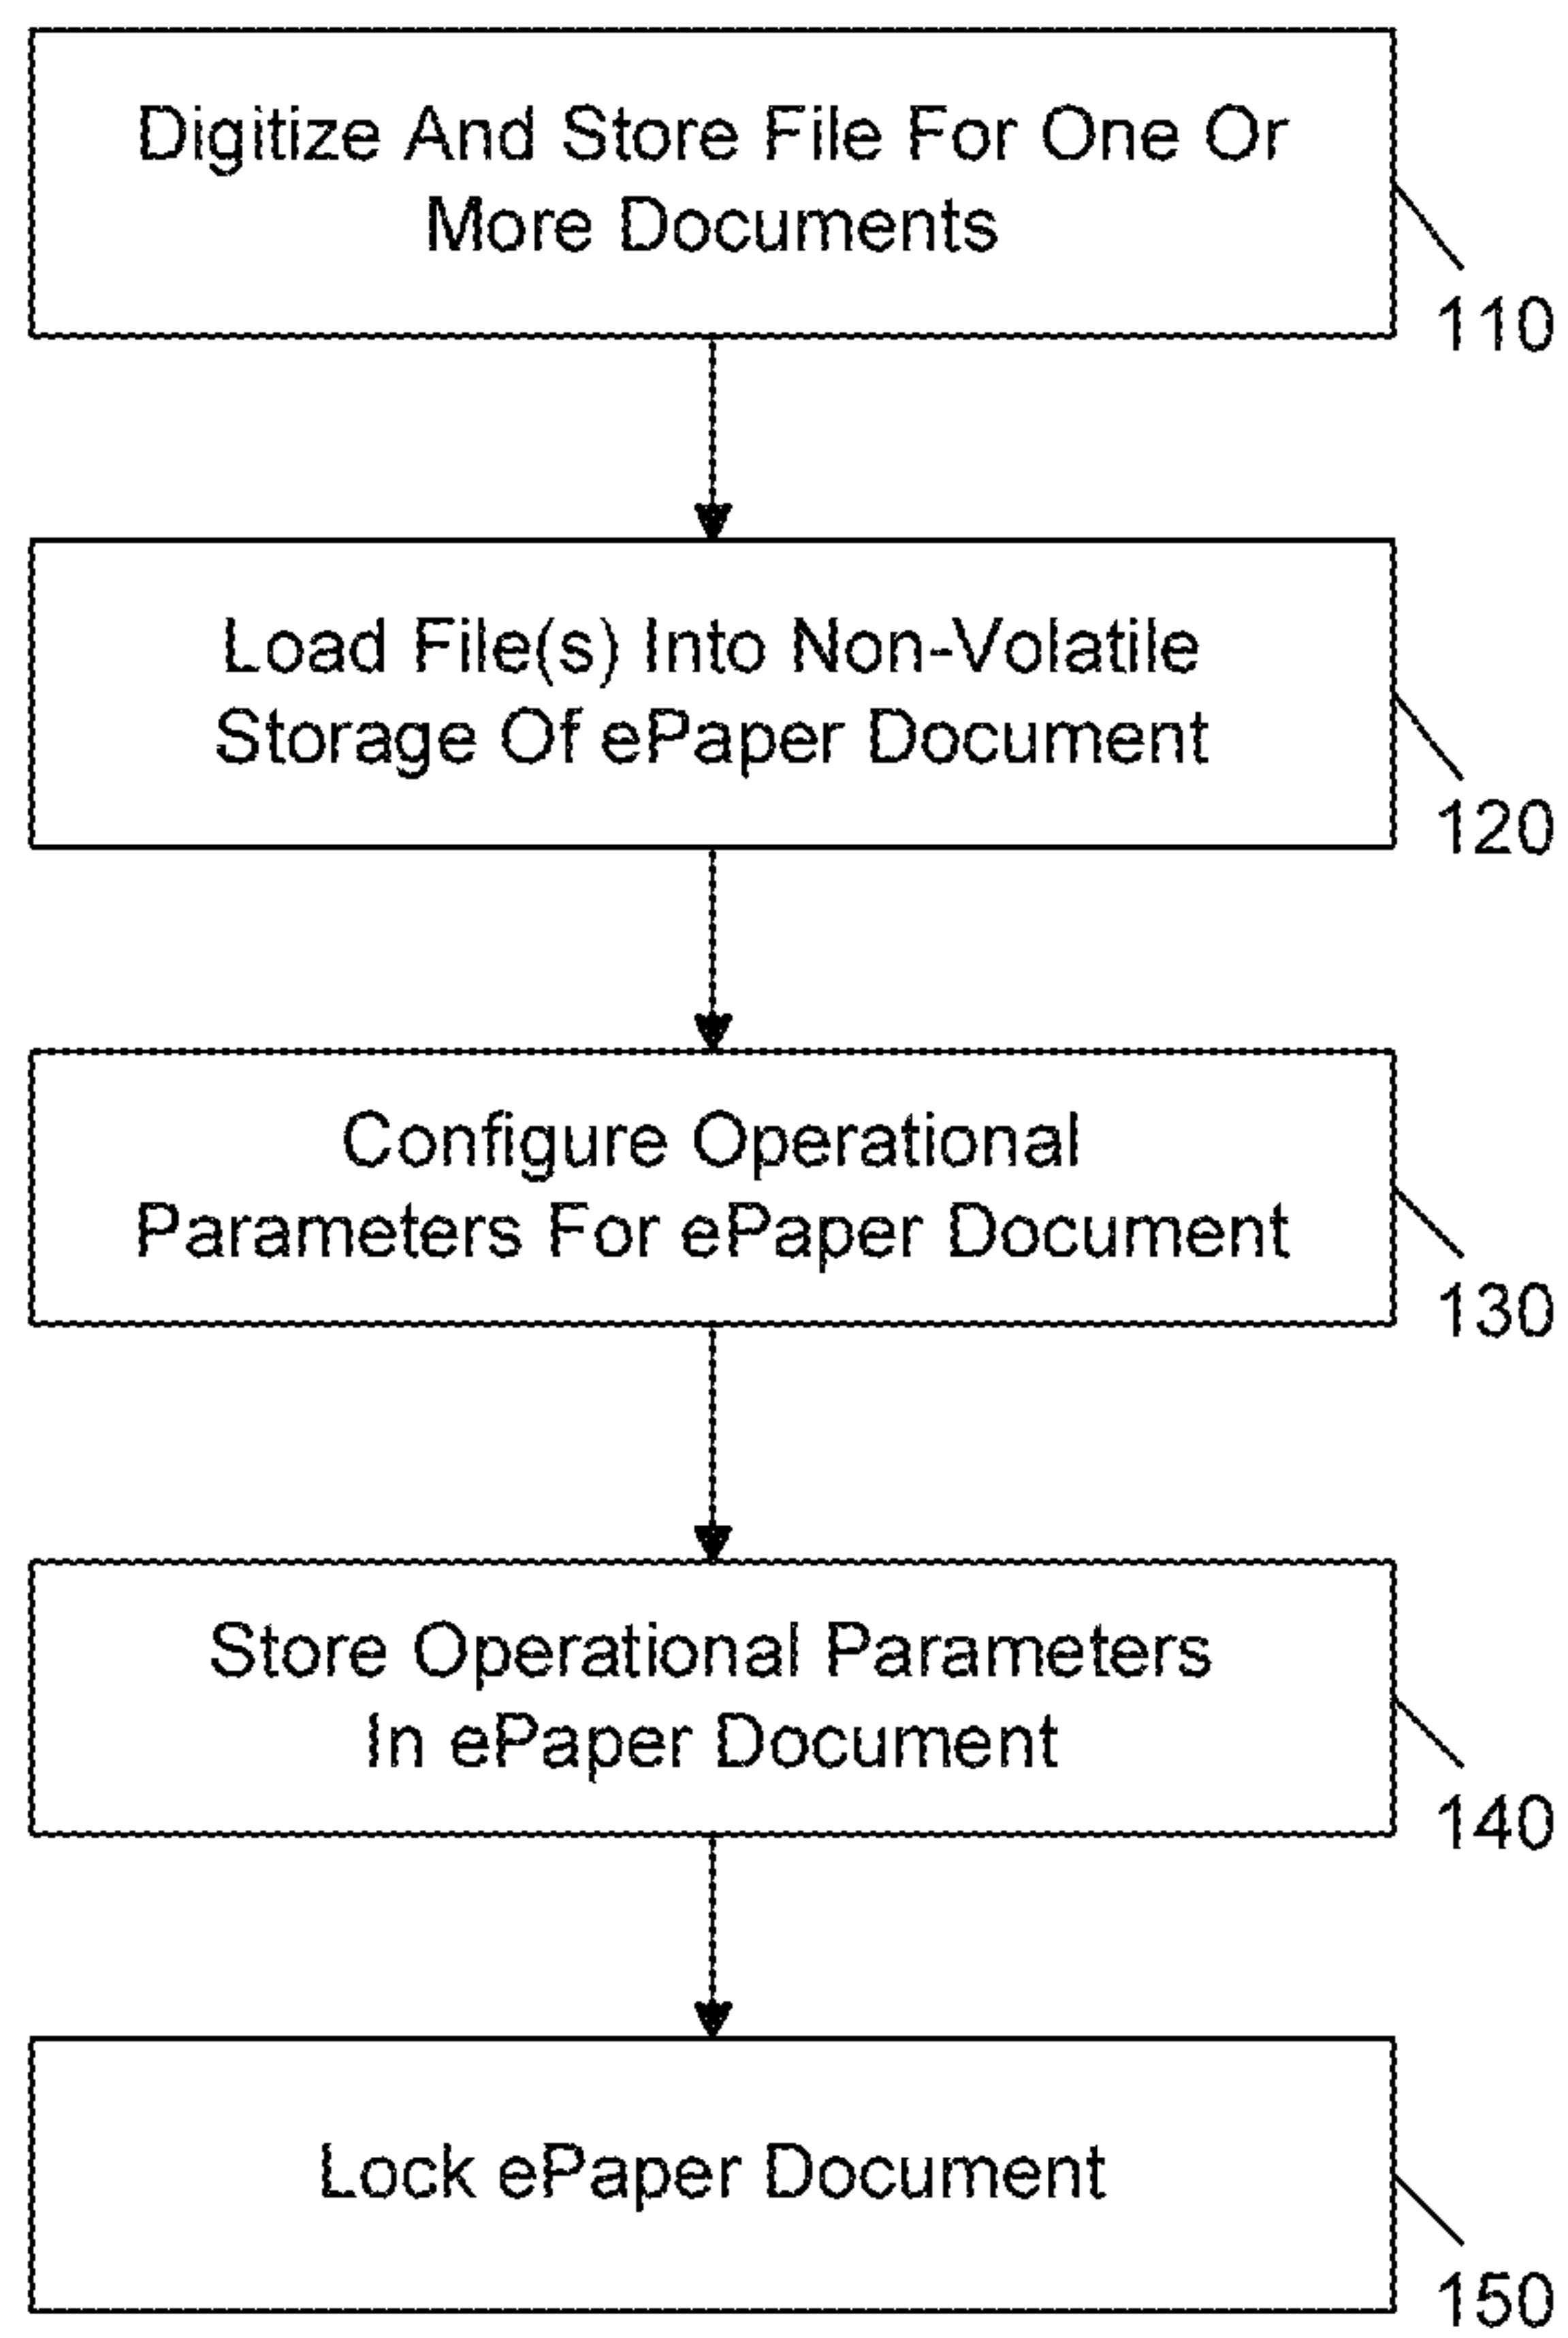 Digitize And Store File For One Or
More Documents
110
Load File(s) Into Non-Volatile
Storage Of ePaper Document
120
Configure Operational
Parameters For ePaper Document
130
Store Operational Parameters
In ePaper Document
140
Lock ePaper Document
150